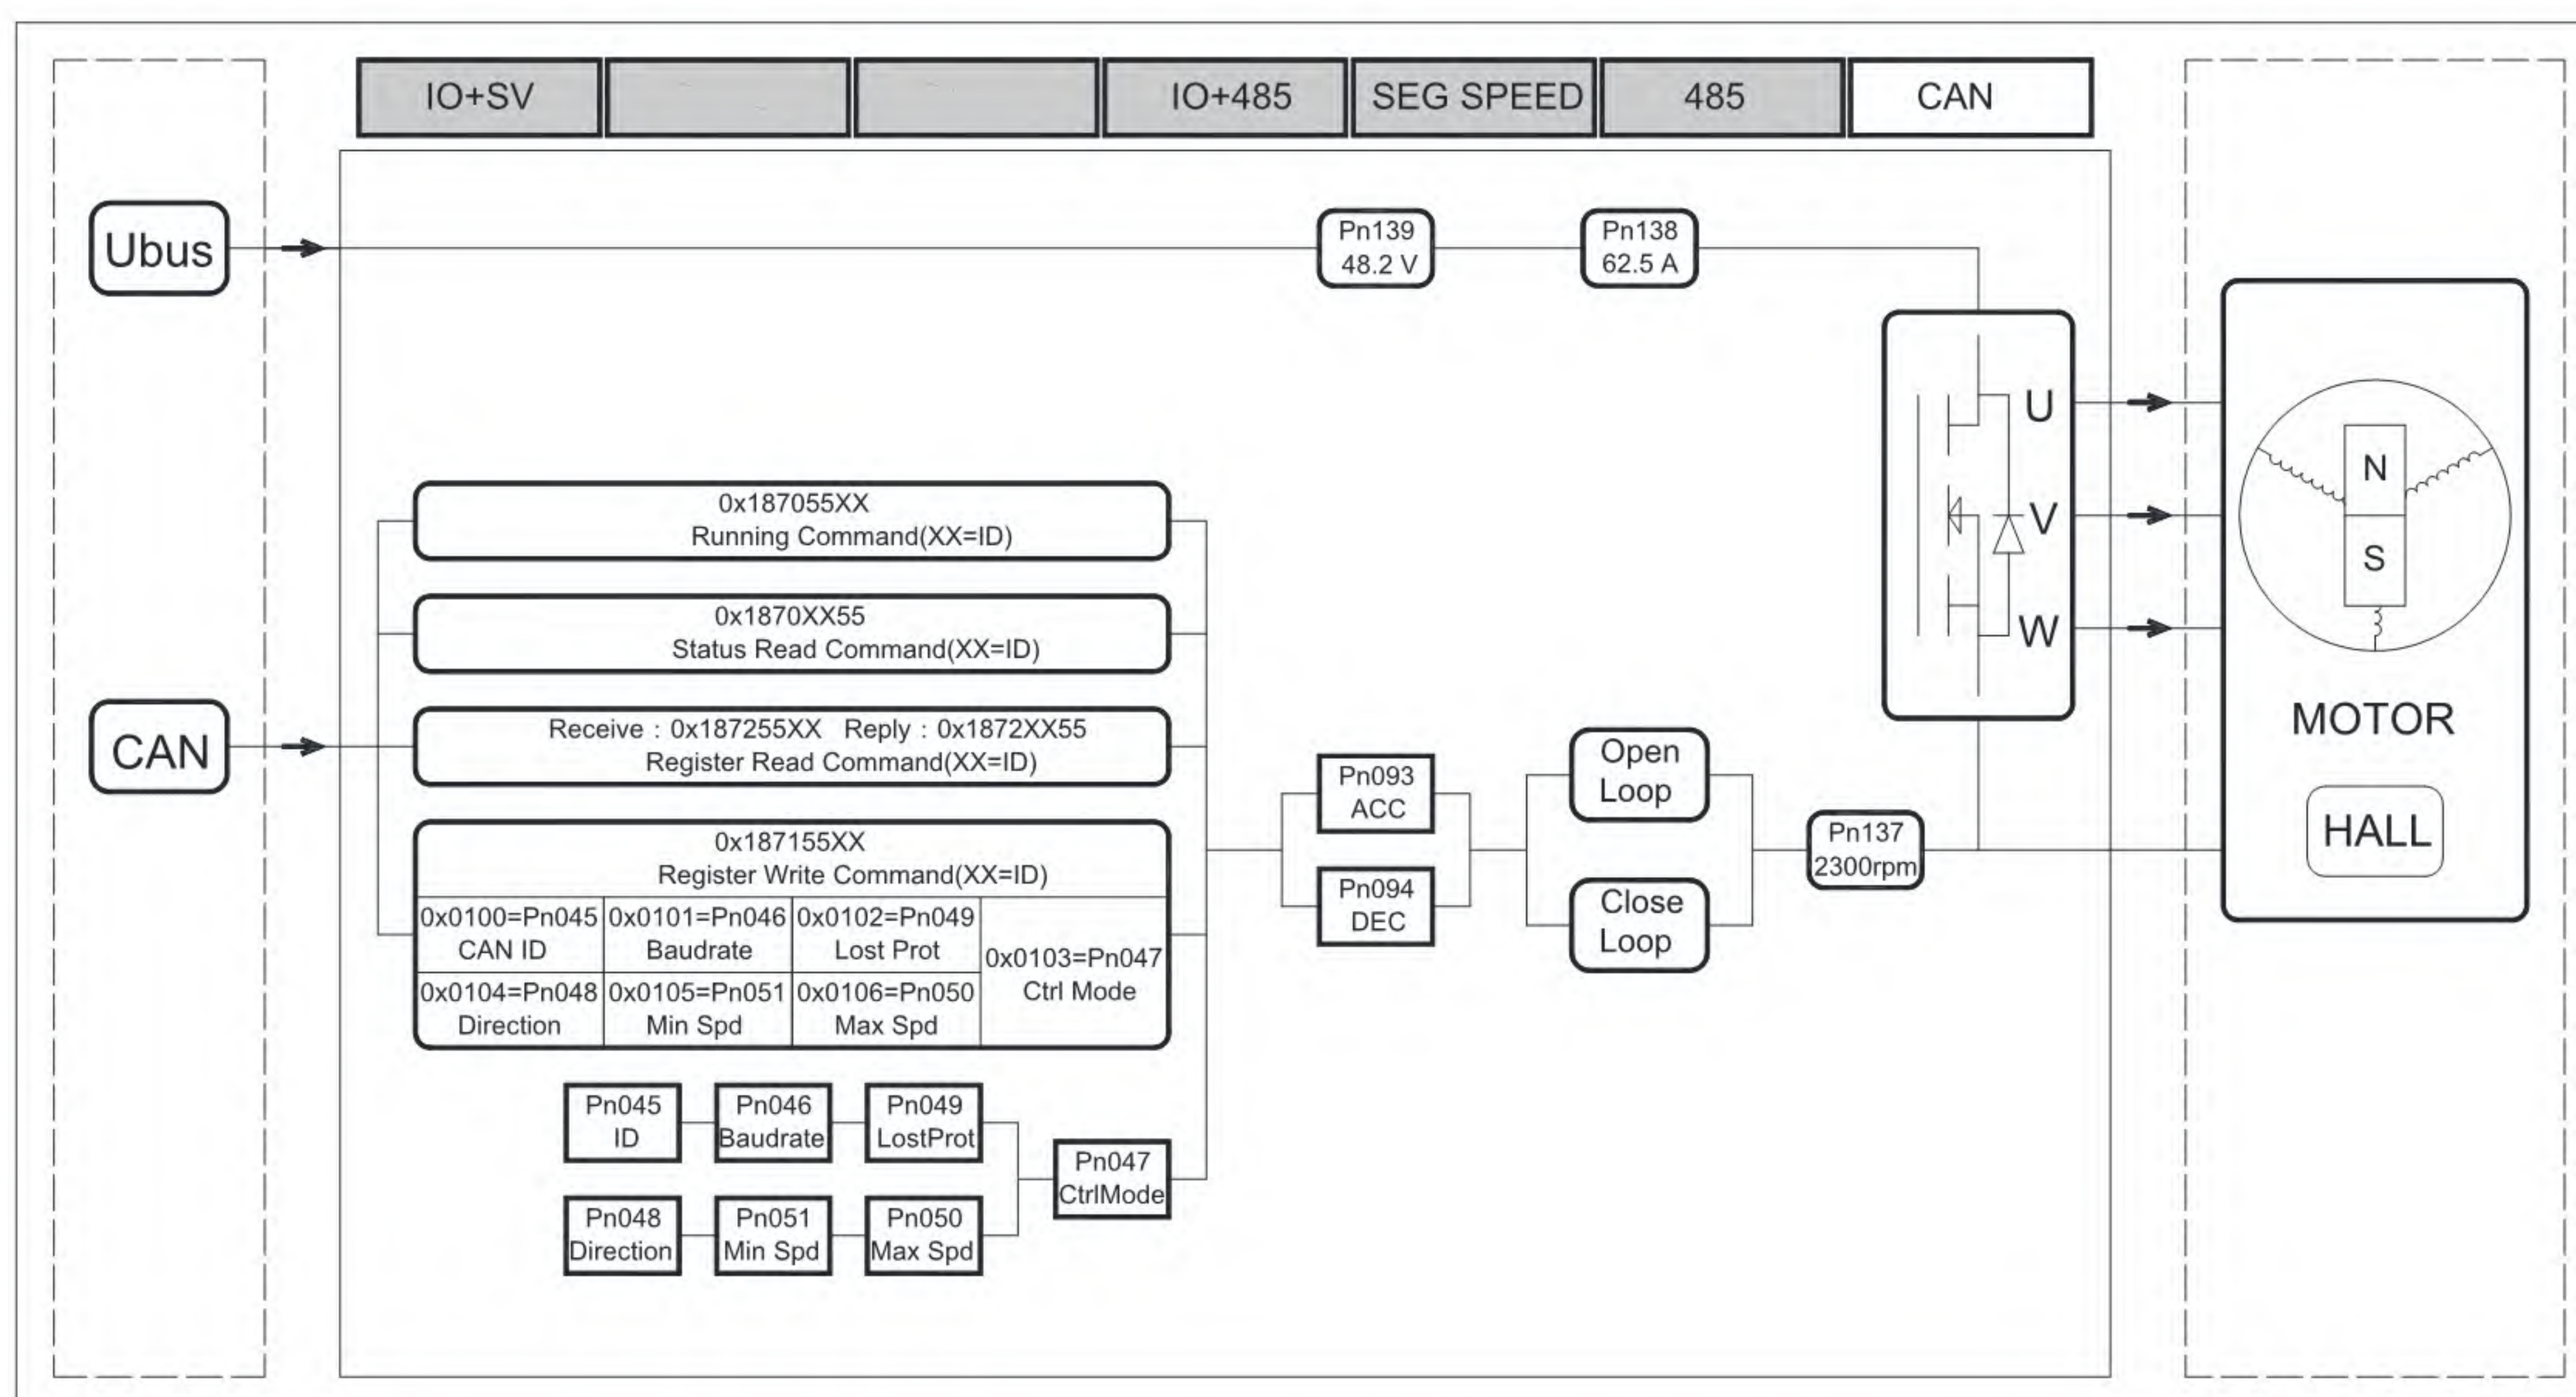 IO+SV
IO+485
SEG SPEED
485
CAN
Ubus
Pn139
48.2 V
Pn138
62.5 A
U
V
W
N
S
MOTOR
HALL
CAN
0x187055XX
Running Command(XX=ID)
0x1870XX55
Status Read Command(XX=ID)
Receive : 0x187255XX Reply : 0x1872XX55
Register Read Command(XX=ID)
0x187155XX
Register Write Command(XX=ID)
0x0100=Pn045
CAN ID
0x0101=Pn046
Baudrate
0x0102=Pn049
Lost Prot
0x0103=Pn047
Ctrl Mode
0x0104=Pn048
Direction
0x0105=Pn051
Min Spd
0x0106=Pn050
Max Spd
Pn093
ACC
Pn094
DEC
Open
Loop
Close
Loop
Pn137
2300rpm
Pn045
ID
Pn046
Baudrate
Pn049
LostProt
Pn047
CtrlMode
Pn048
Direction
Pn051
Min Spd
Pn050
Max Spd